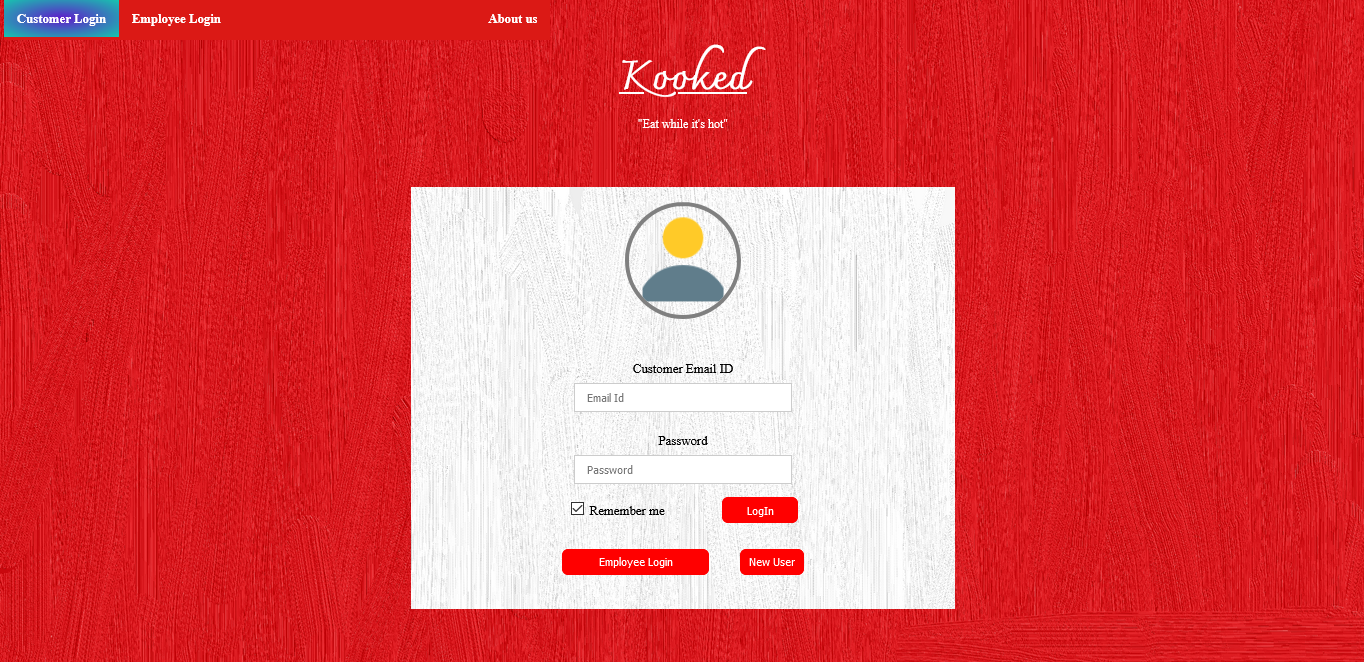 Customer Login Employee Login About us
Kooked
"Eat while it's hot"
Customer Email ID
Email Id
Password
Password
Remember me LogIn
Employee Login New User